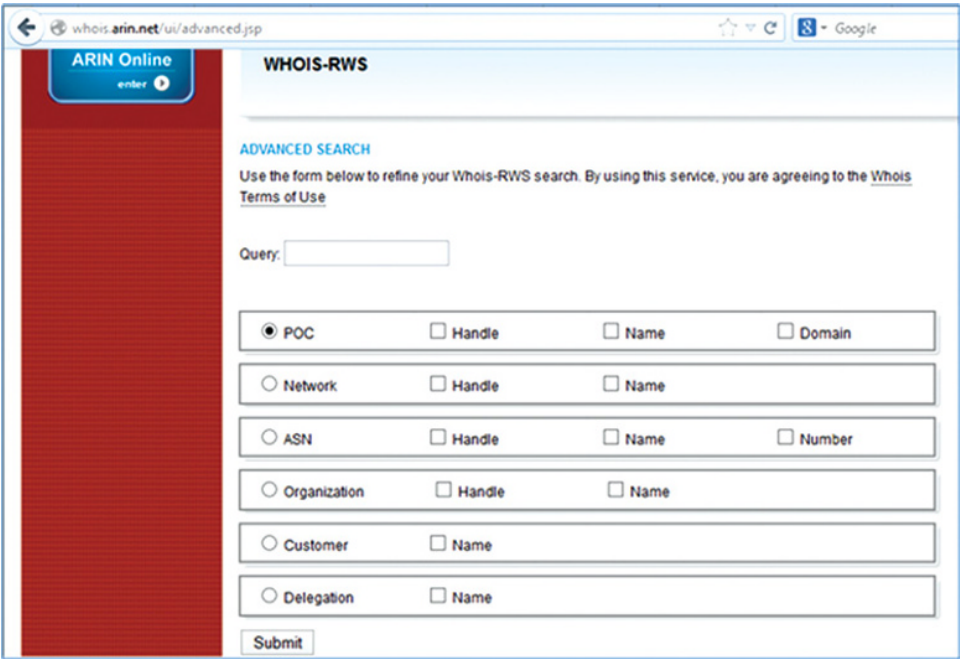 whois.arin.net/ui/advanced.jsp
8 Google
ARIN Online
enter
WHOIS-RWS
ADVANCED SEARCH
Use the form below to refine your Whois-RWS search. By using this service, you are agreeing to the Whois
Terms of Use
Query:
POC Handle Name Domain
Network Handle Name
ASN Handle Name Number
Organization Handle Name
Customer Name
Delegation Name
Submit